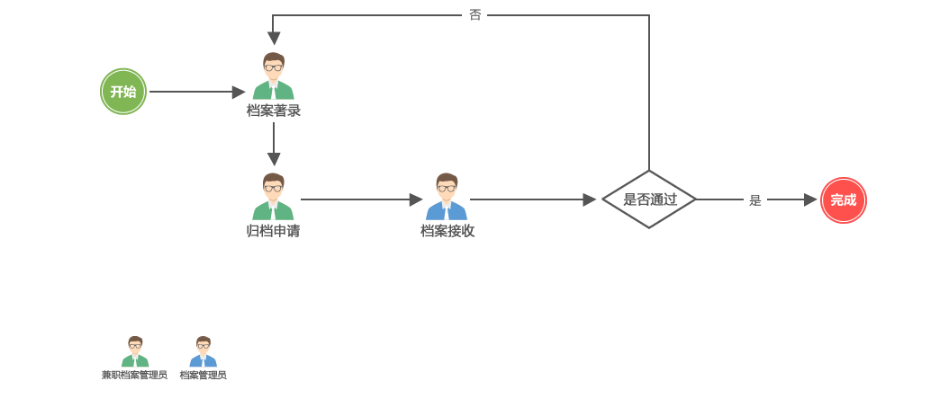 否
开始
档案著录
归档申请
档案接收
是否通过
是
完成
兼职档案管理员
档案管理员